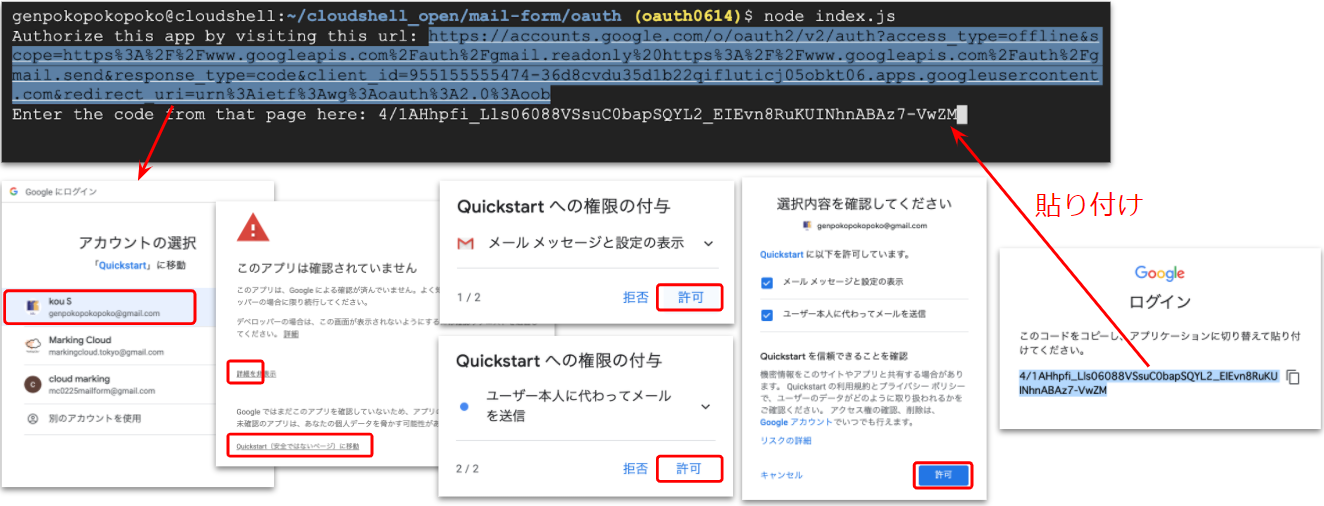 genpokopokopoko@cloudshell:~/cloudshell_open/mail-form/oauth (oauth0614)$ node index.js
Authorize this app by visiting this url: https://accounts.google.com/o/oauth2/v2/auth?access_type=offline&s
cope=https%3A%2F%2Fwww.googleapis.com%2Fauth%2Fgmail.readonly%20https%3A%2F%2Fwww.googleapis.com%2Fauth%2Fg
mail.send&response_type=code&client_id=955155555474-36d8cvdu35d1b22qifluticj05obkt06.apps.googleusercontent
.com&redirect_uri=urn%3Aietf%3Awg%3Aoauth%3A2.0%3Aoob
Enter the code from that page here: 4/1AHhpfi_Lls06088VSsuC0bapSQYL2_EIEvn8RuKUINhnABAz7-VwZM
G Google にログイン
アカウントの選択
「Quickstart」に移動
kou S
genpokopokopoko@gmail.com
Marking Cloud
markingcloud.tokyo@gmail.com
c cloud marking
mc0225mailform@gmail.com
別のアカウントを使用
このアプリは確認されていません
このアプリは、Google による確認が済んでいません。よく
ッパーの場合に限り続行してください。
デベロッパーの場合は、この画面が表示されないようにする
てください。 詳細
詳細を非表示
Google ではまだこのアプリを確認していないため、アプリの
未確認のアプリは、あなたの個人データを脅かす可能性があ
Quickstart（安全ではないページ）に移動
Quickstart への権限の付与
メール メッセージと設定の表示
1 / 2
拒否
許可
Quickstart への権限の付与
ユーザー本人に代わってメール
を送信
2 / 2
拒否
許可
選択内容を確認してください
genpokopokopoko@gmail.com
Quickstart に以下を許可しています。
メール メッセージと設定の表示
ユーザー本人に代わってメールを送信
Quickstart を信頼できることを確認
機密情報をこのサイトやアプリと共有する場合があり
ます。 Quickstart の利用規約とプライバシー ポリシー
で、ユーザーのデータがどのように取り扱われるかを
ご確認ください。 アクセス権の確認、削除は、
Google アカウントでいつでも行えます。
リスクの詳細
キャンセル
許可
貼り付け
Google
ログイン
このコードをコピーし、アプリケーションに切り替えて貼り付
けてください。
4/1AHhpfi_Lls06088VSsuC0bapSQYL2_EIEvn8RuKU
INhnABAz7-VwZM